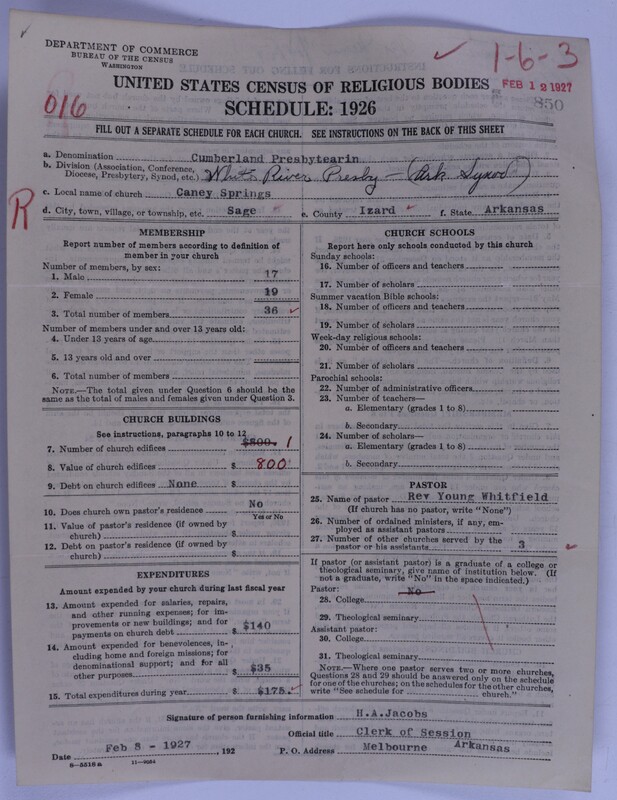 DEPARTMENT OF COMMERCE
BUREAU OF THE CENSUS
WASHINGTON
1-6-3
UNITED STATES CENSUS OF RELIGIOUS BODIES
FEB 12 1927
850
016
SCHEDULE: 1926
FILL OUT A SEPARATE SCHEDULE FOR EACH CHURCH. SEE INSTRUCTIONS ON THE BACK OF THIS SHEET
a. Denomination Cumberland Presbytearin
b. Division (Association, Conference, Diocese, Presbytery, Synod, etc.) White River Presby - (Ark Synod)
c. Local name of church Caney Springs
R
d. City, town, village, or township, etc. Sage e. County Izard f. State Arkansas
MEMBERSHIP
Report number of members according to definition of
member in your church
Number of members, by sex:
1. Male 17
2. Female 19
3. Total number of members 36
Number of members under and over 13 years old:
4. Under 13 years of age
5. 13 years old and over
6. Total number of members
NOTE.—The total given under Question 6 should be
same as the total of males and females given under Question 3.
CHURCH BUILDINGS
See instructions, paragraphs 10 to 12
7. Number of church edifices $800. 1
8. Value of church edifices $ 800
9. Debt on church edifices None $
10. Does church own pastor's residence No
Yes or No
11. Value of pastor's residence (if owned by
church) $
12. Debt on pastor's residence (if owned by
church) $
EXPENDITURES
Amount expended by your church during last fiscal year
13. Amount expended for salaries, repairs,
and other running expenses; for im-
provements or new buildings; and for
payments on church debt $ $140
14. Amount expended for benevolences, in-
cluding home and foreign missions; for
denominational support; and for all
other purposes $ $35
15. Total expenditures during year $ $175.
CHURCH SCHOOLS
Report here only schools conducted by this church
Sunday schools:
16. Number of officers and teachers
17. Number of scholars
Summer vacation Bible schools:
18. Number of officers and teachers
19. Number of scholars
Week-day religious schools:
20. Number of officers and teachers
21. Number of scholars
Parochial schools:
22. Number of administrative officers
23. Number of teachers—
a. Elementary (grades 1 to 8)
b. Secondary
24. Number of scholars—
a. Elementary (grades 1 to 8)
b. Secondary
PASTOR
25. Name of pastor Rev Young Whitfield
(If church has no pastor, write "None")
26. Number of ordained ministers, if any, em-
ployed as assistant pastors
27. Number of other churches served by the
pastor or his assistants 3
If pastor (or assistant pastor) is a graduate of a college or
theological seminary, give name of institution below. (If
not a graduate, write "No" in the space indicated.)
Pastor: No
28. College
29. Theological seminary
Assistant pastor:
30. College
31. Theological seminary
NOTE.—Where one pastor serves two or more churches,
Questions 28 and 29 should be answered only on the schedule
for one of the churches; on the schedules for the other churches,
write "See schedule for church."
Signature of person furnishing information H.A.Jacobs
Official title Clerk of Session
Date Feb 8 - 1927 , 192 P. O. Address Melbourne Arkansas
8-5518a 11-9064